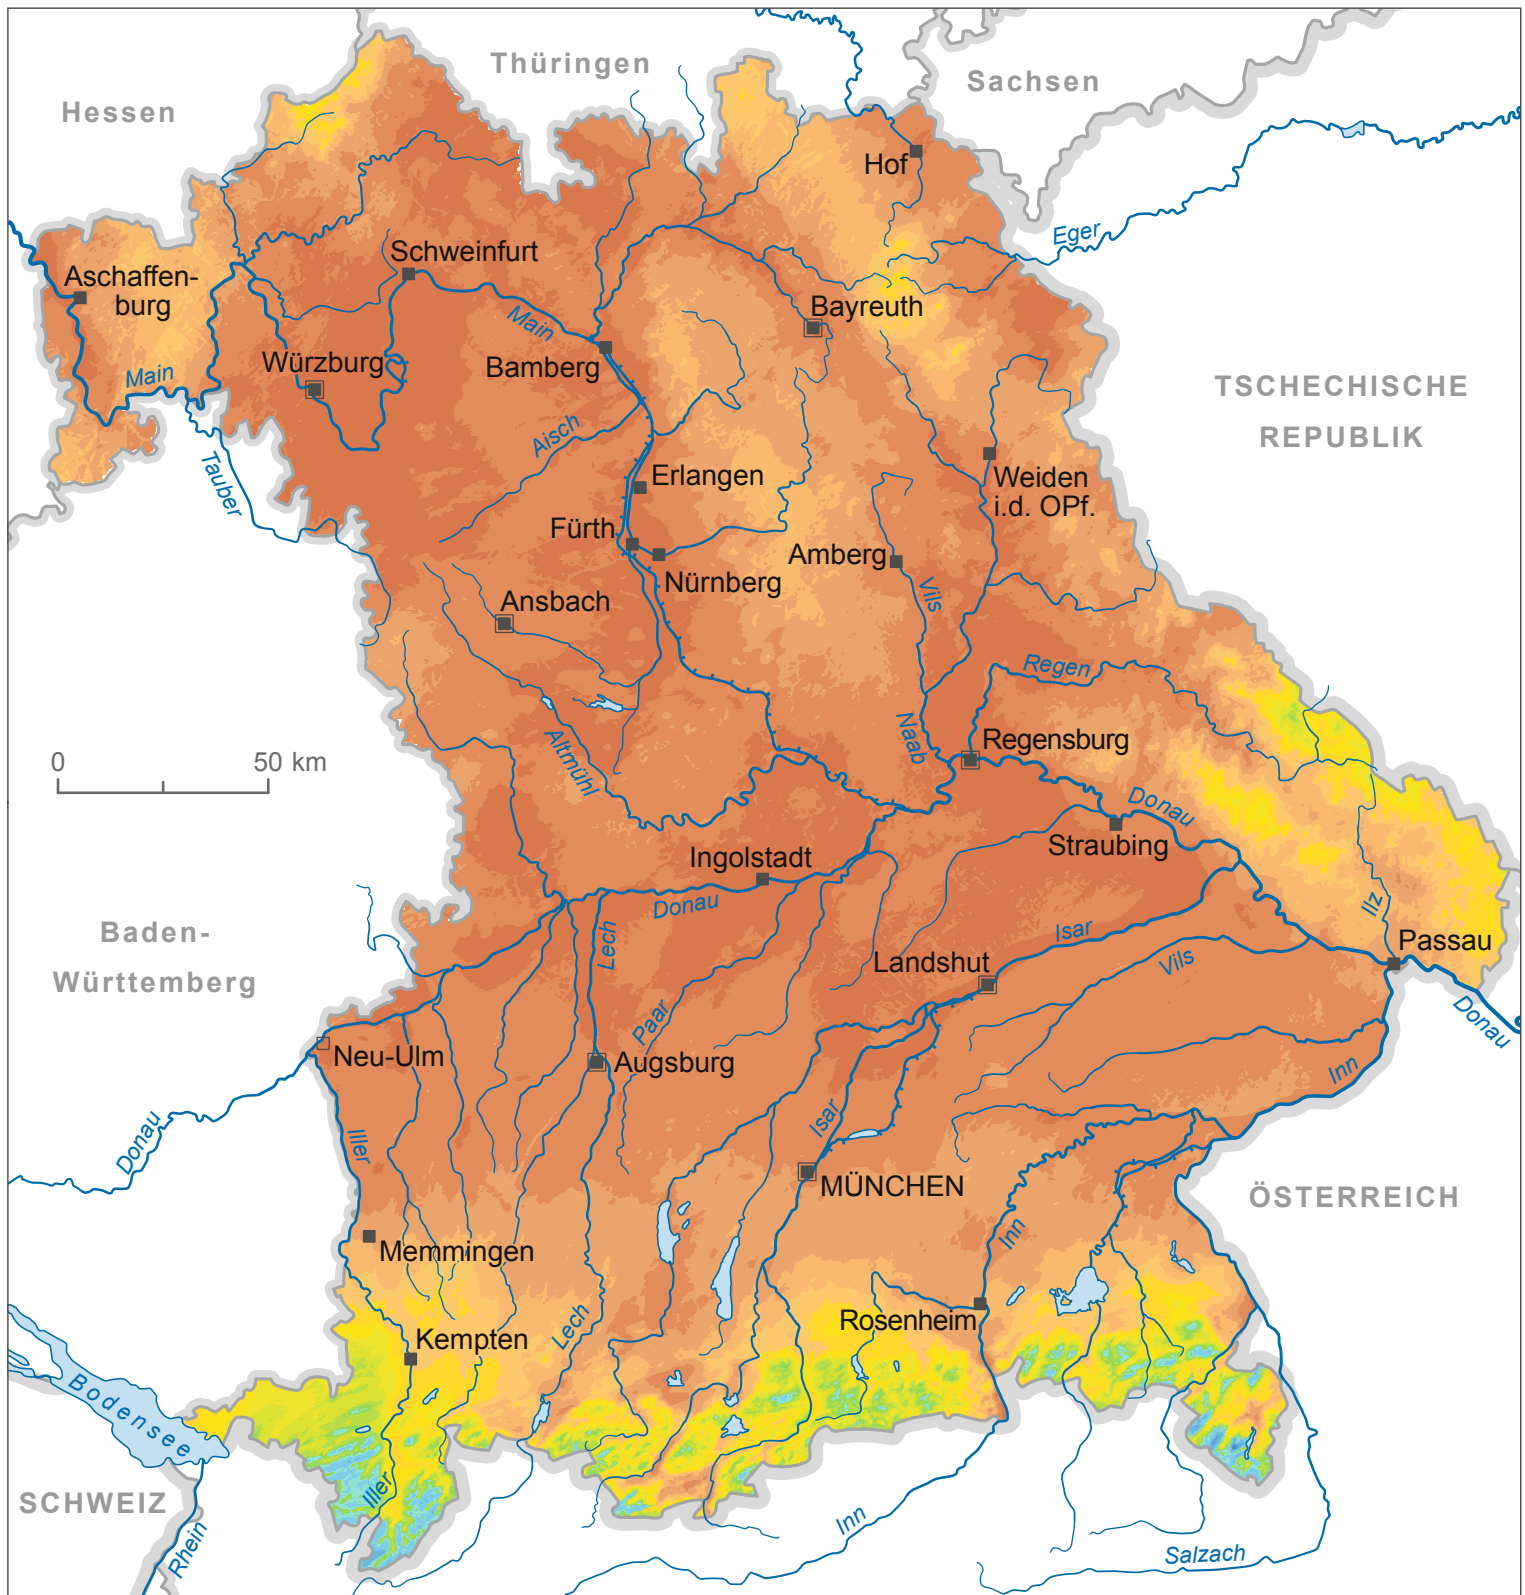 Thüringen
Sachsen
Hessen
Hof
Eger
Schweinfurt
Aschaffen-
burg
Bayreuth
Main
Würzburg
Bamberg
Main
TSCHECHISCHE
REPUBLIK
Aisch
Tauber
Erlangen
Weiden
i.d. OPf.
Fürth
Amberg
Nürnberg
Vils
Ansbach
Regen
Naab
Regensburg
Altmühl
0 50 km
Donau
Straubing
Ingolstadt
Donau
Ilz
Baden-
Württemberg
Lech
Isar
Passau
Landshut
Vils
Paar
Donau
Neu-Ulm
Augsburg
Inn
Isar
Donau
Iller
MÜNCHEN
ÖSTERREICH
Inn
Memmingen
Rosenheim
Lech
Kempten
Bodensee
Iller
SCHWEIZ
Inn
Rhein
Salzach